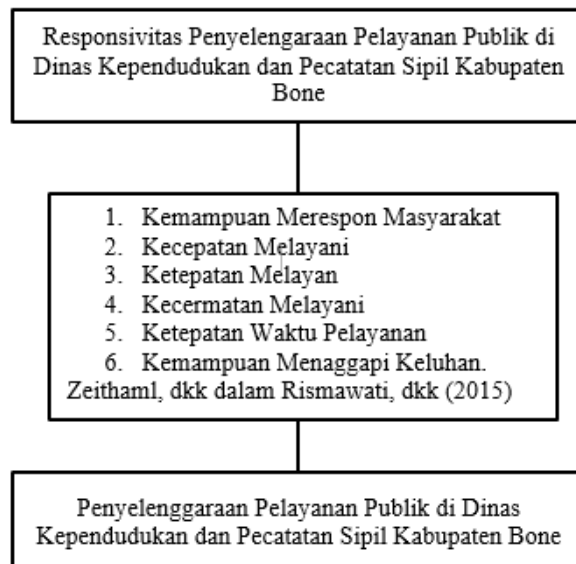 Responsivitas Penyelengaraan Pelayanan Publik di
Dinas Kependudukan dan Pecatatan Sipil Kabupaten
Bone
1. Kemampuan Merespon Masyarakat
2. Kecepatan Melayani
3. Ketepatan Melayan
4. Kecermatan Melayani
5. Ketepatan Waktu Pelayanan
6. Kemampuan Menaggapi Keluhan.
Zeithaml, dkk dalam Rismawati, dkk (2015)
Penyelenggaraan Pelayanan Publik di Dinas
Kependudukan dan Pecatatan Sipil Kabupaten Bone